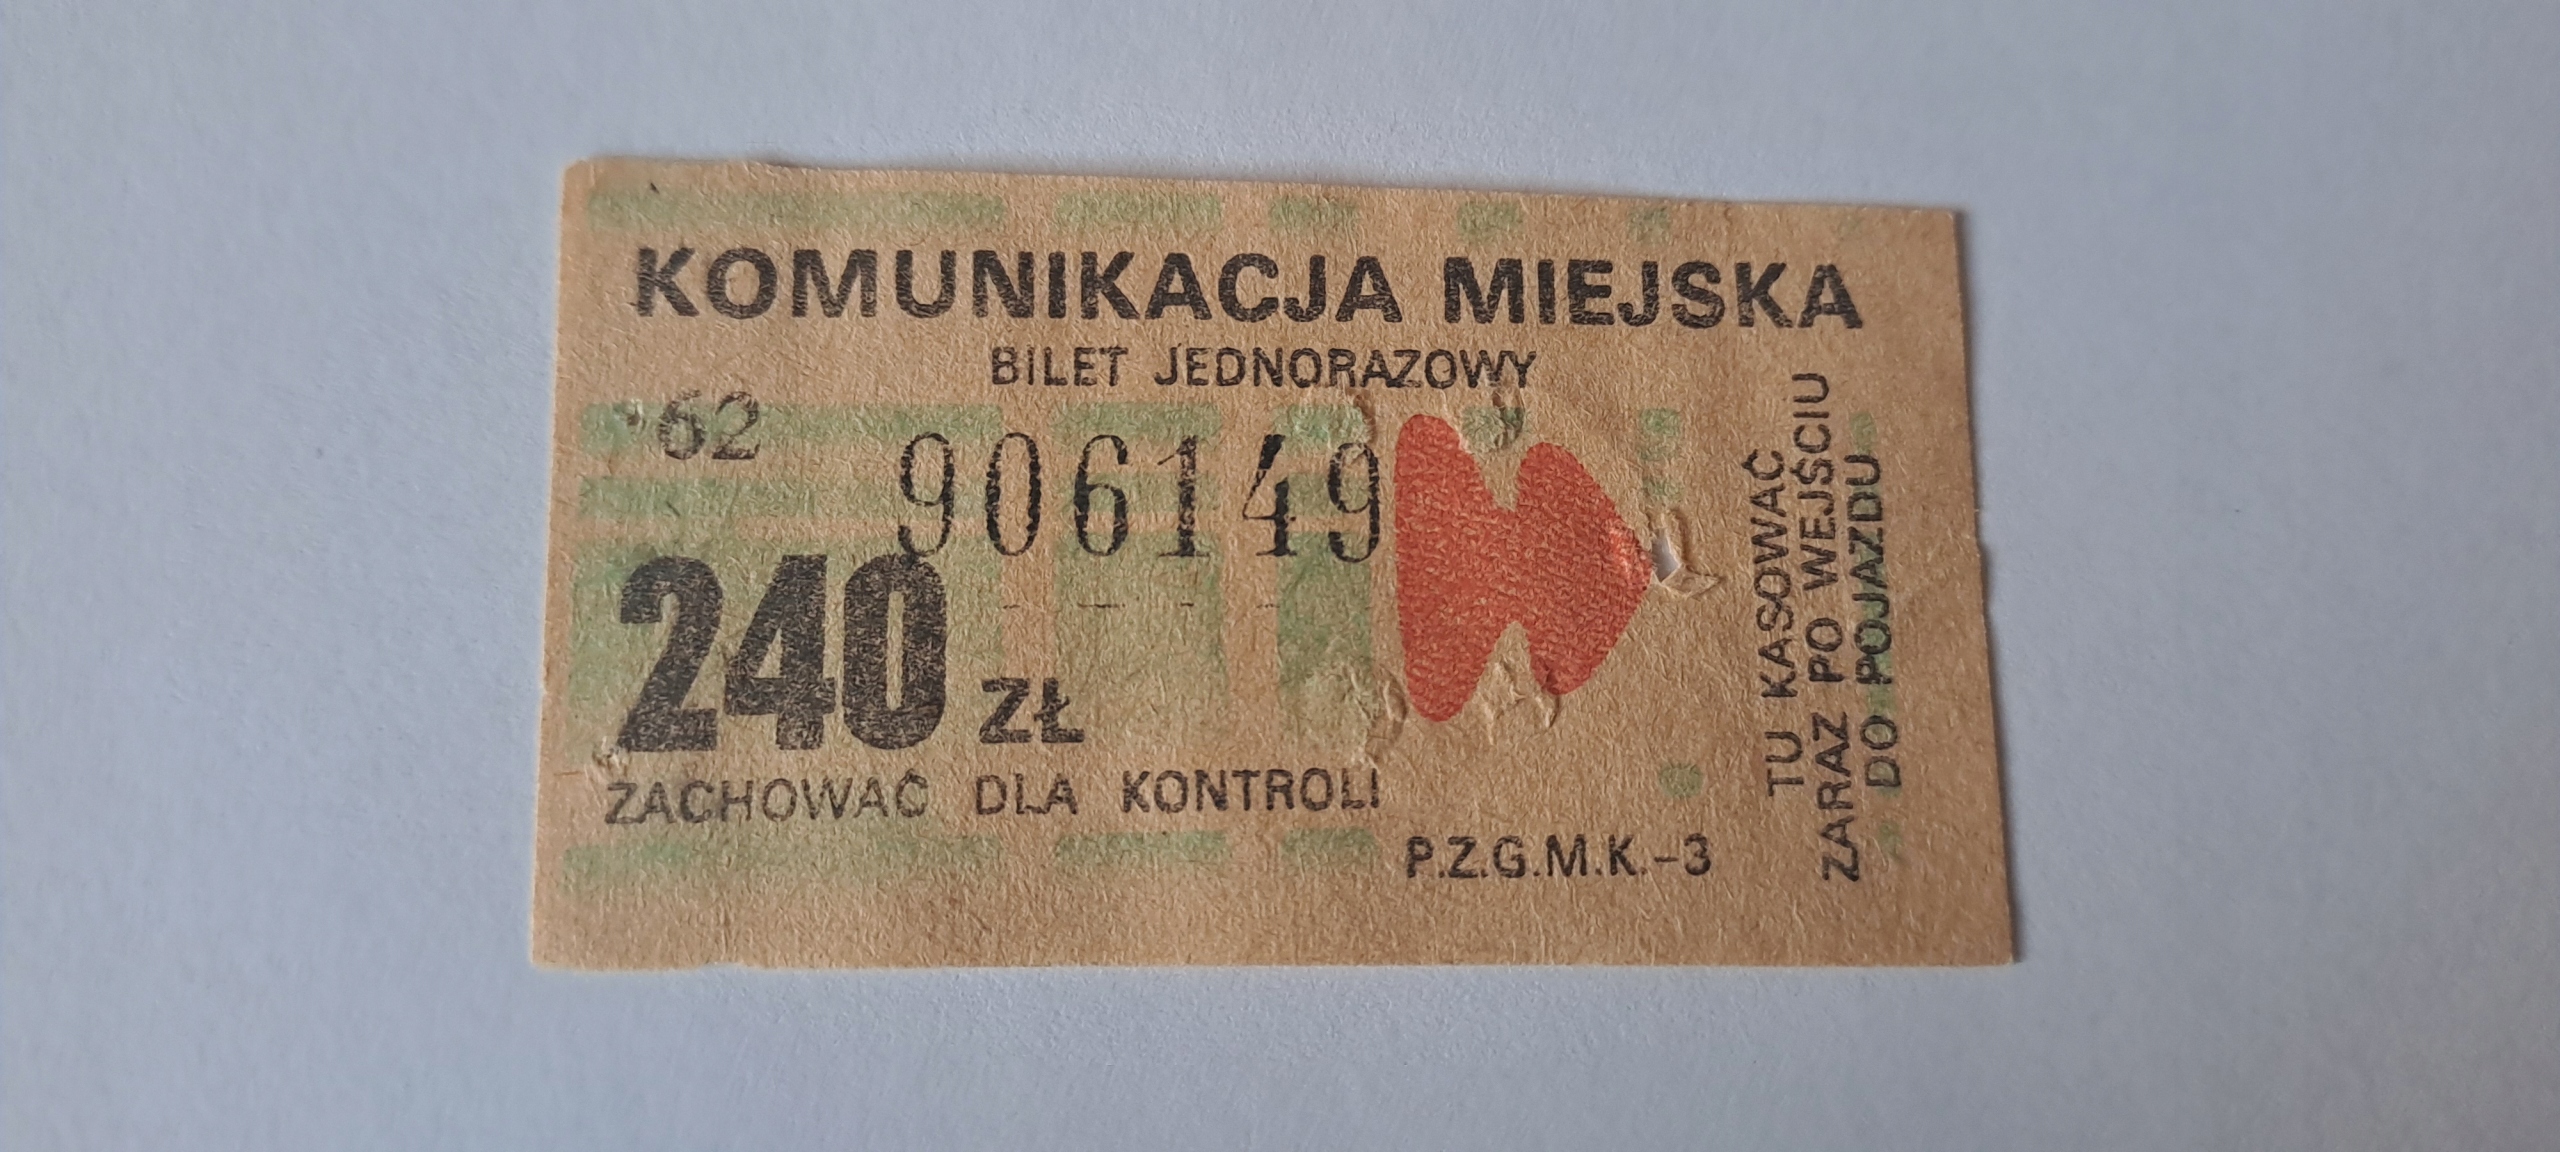 KOMUNIKACJA MIEJSKA
BILET JEDNORAZOWY
62
906149
240 ZŁ
ZACHOWAĆ DLA KONTROLI
P.Z.G.M.K.-3
TU KASOWAĆ
ZARAZ PO WEJŚCIU
DO POJAZDU